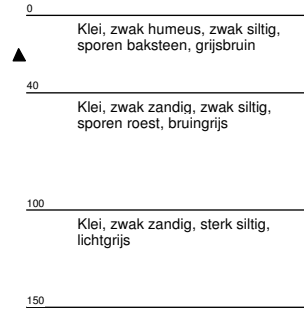 0
Klei, zwak humeus, zwak siltig,
sporen baksteen, grijsbruin
40
Klei, zwak zandig, zwak siltig,
sporen roest, bruingrijs
100
Klei, zwak zandig, sterk siltig,
lichtgrijs
150